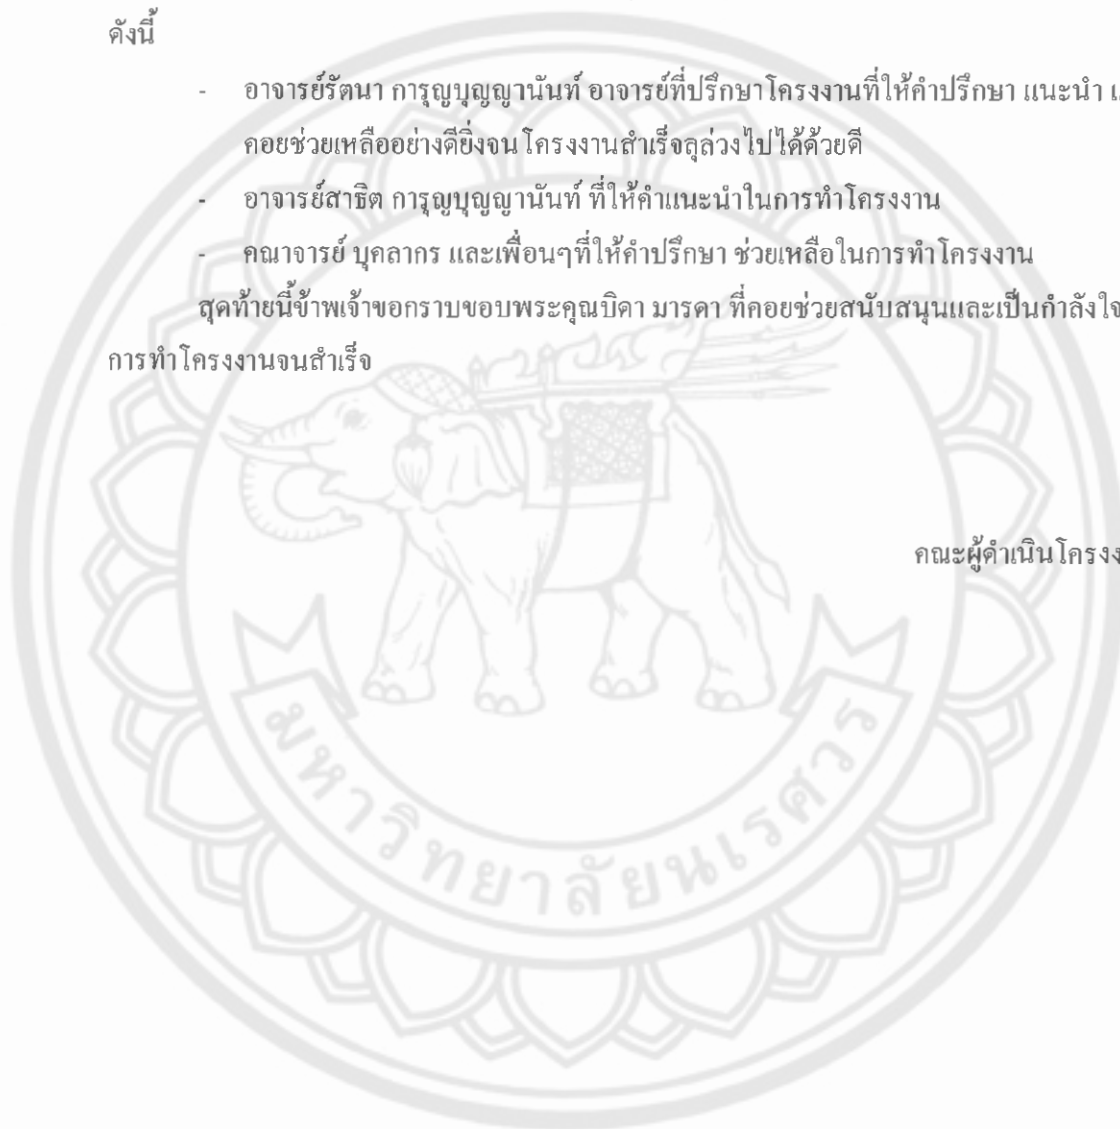 ดังนี้
- อาจารย์รัตนา การุญบุญญานันท์ อาจารย์ที่ปรึกษาโครงงานที่ให้คำปรึกษา แนะนำ
คอยช่วยเหลืออย่างดียิ่งจนโครงงานสำเร็จลุล่วงไปได้ด้วยดี
- อาจารย์สาธิต การุญบุญญานันท์ ที่ให้คำแนะนำในการทำโครงงาน
- คณาจารย์ บุคลากร และเพื่อนๆที่ให้คำปรึกษา ช่วยเหลือในการทำโครงงาน
สุดท้ายนี้ข้าพเจ้าขอกราบขอบพระคุณบิดา มารดา ที่คอยช่วยสนับสนุนและเป็นกำลังใจ
การทำโครงงานจนสำเร็จ
คณะผู้ดำเนินโครงง
มหาวิทยาลัยนเรศวร